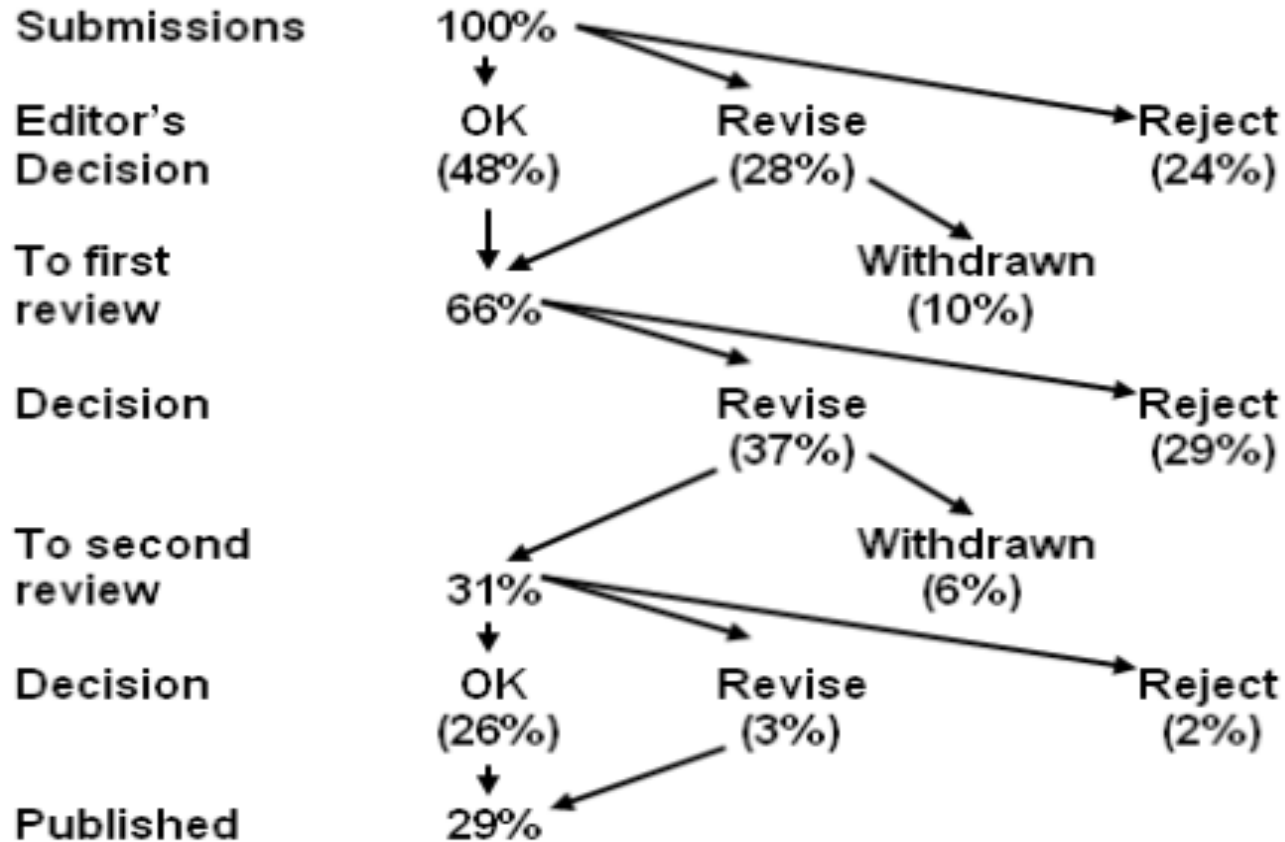 Submissions 100%
Editor's OK Revise Reject
Decision (48%) (28%) (24%)
To first Withdrawn
review 66% (10%)
Decision Revise Reject
(37%) (29%)
To second Withdrawn
review 31% (6%)
Decision OK Revise Reject
(26%) (3%) (2%)
Published 29%